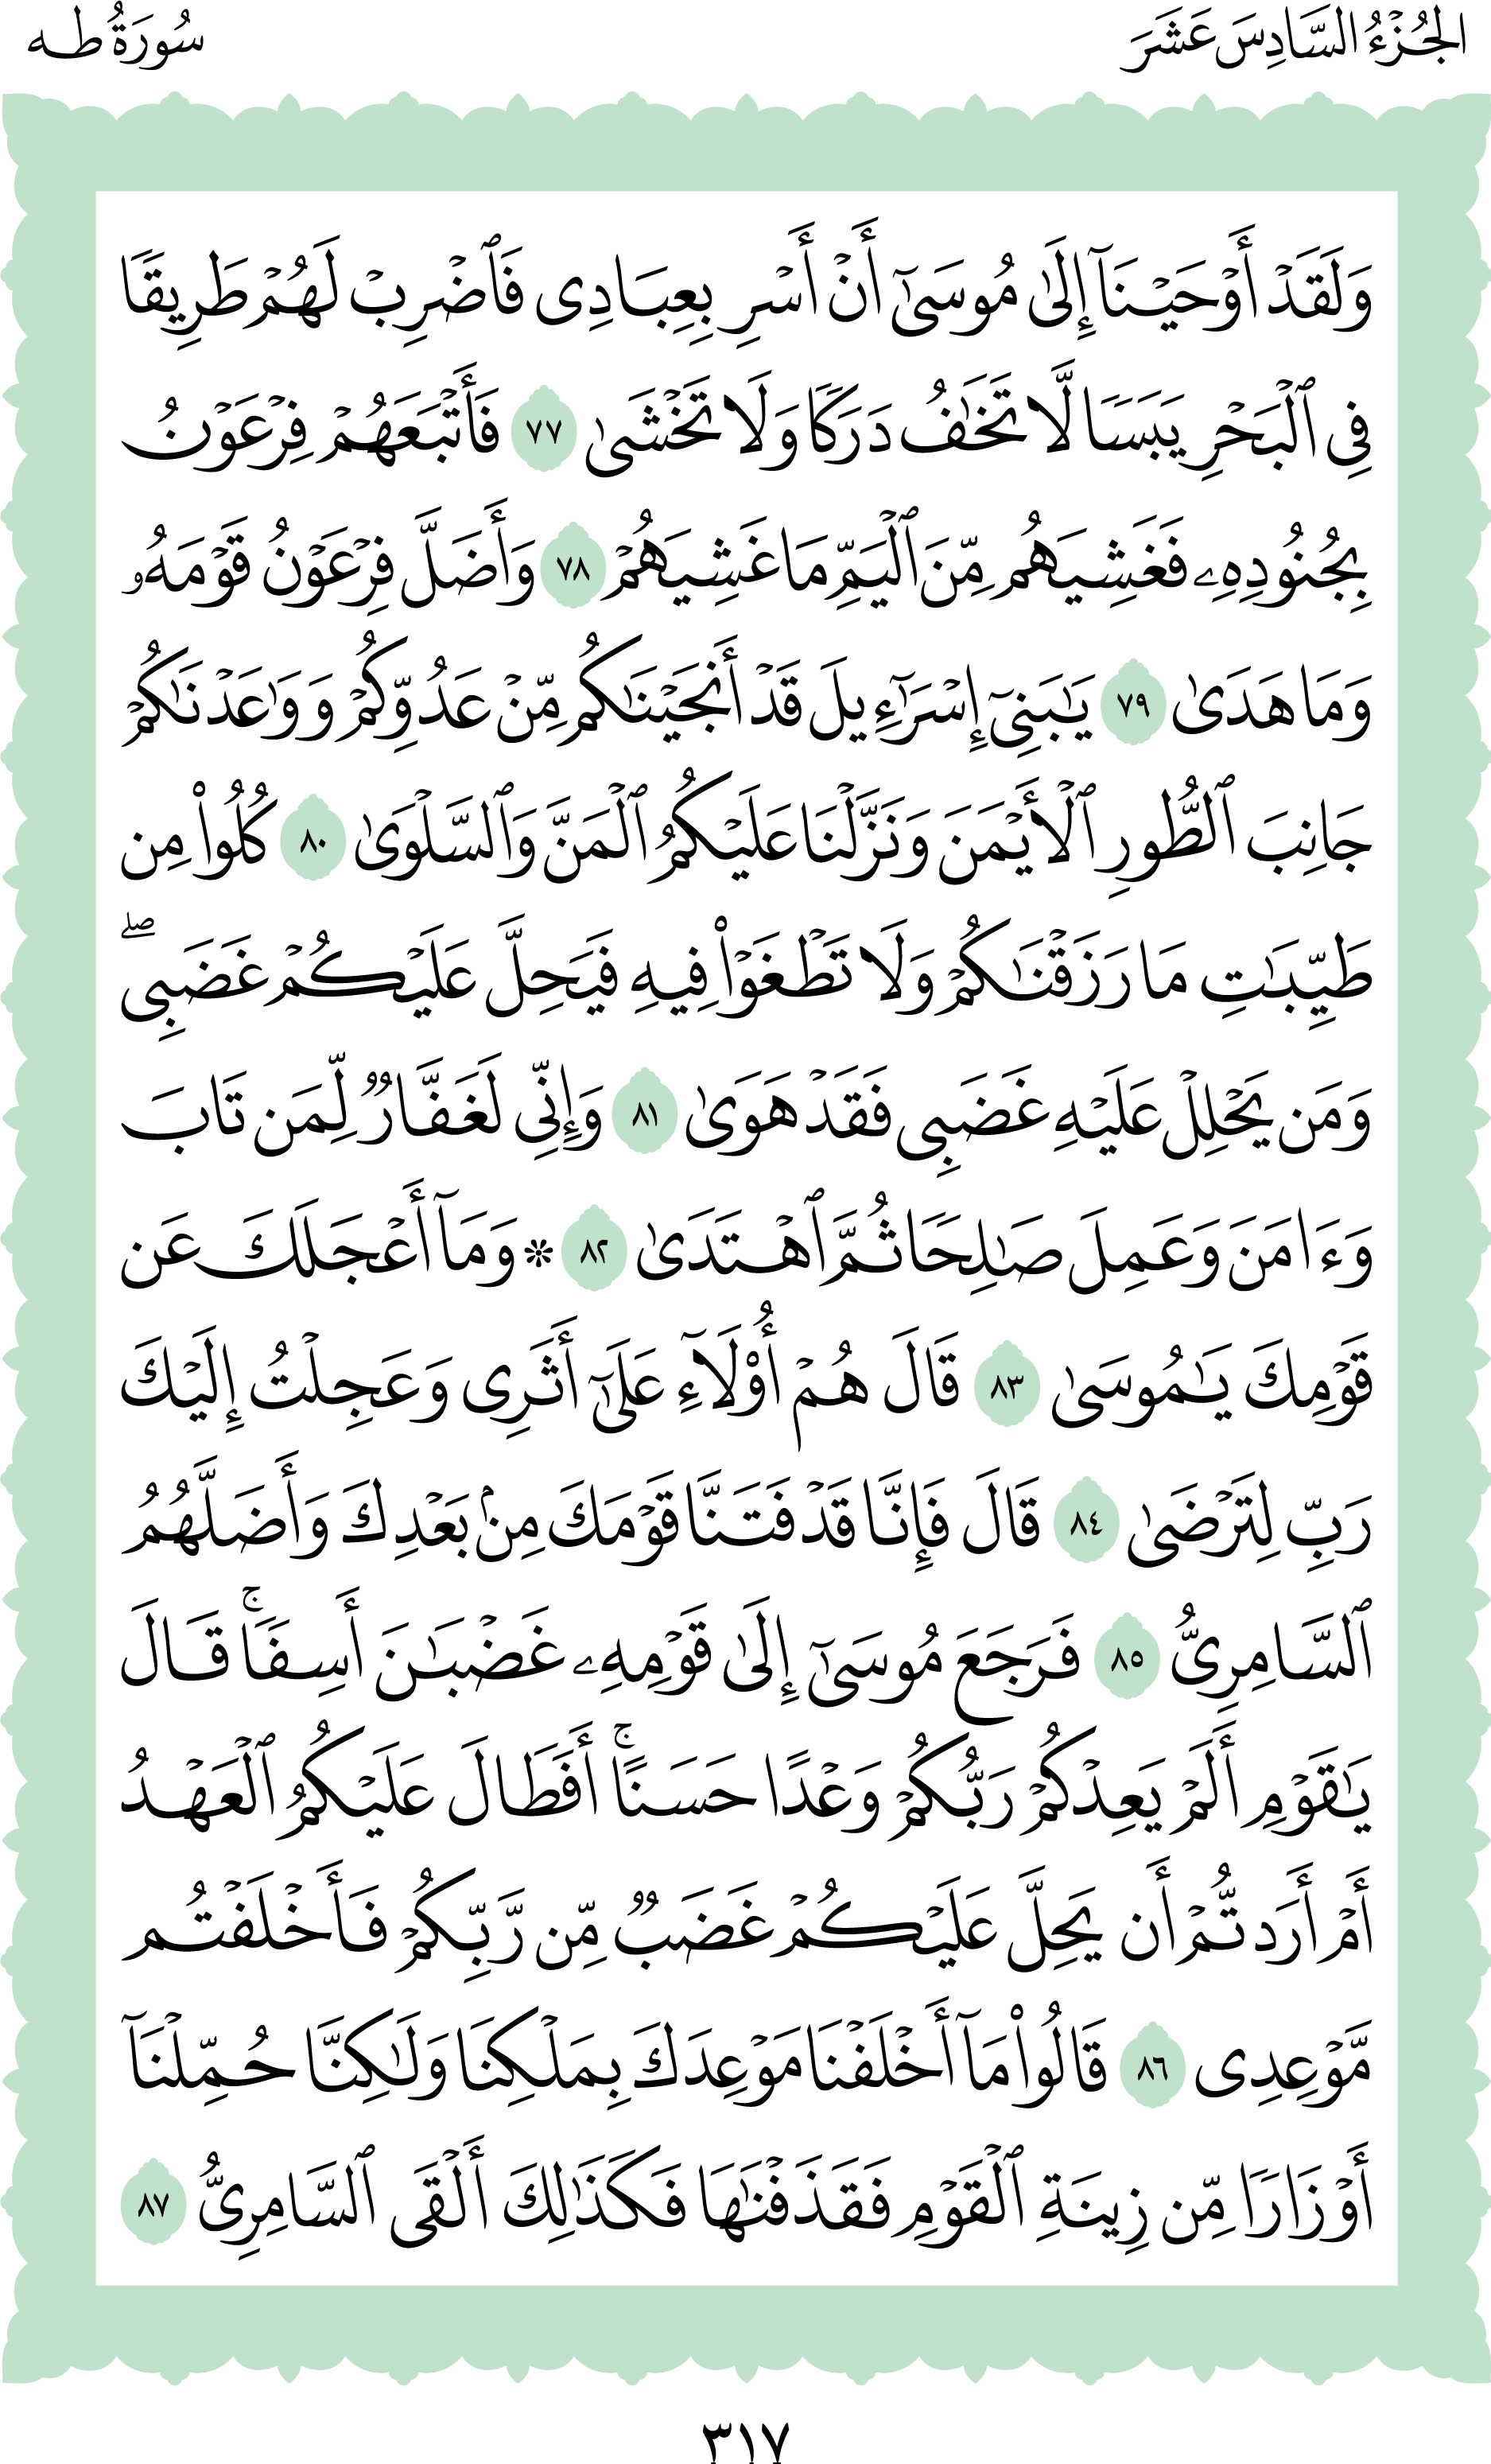 الجُزْءُ السَّادِسَ عَشَرَ
سُورَةُ طه
وَلَقَدْ أَوْحَيْنَآ إِلَىٰ مُوسَىٰٓ أَنْ أَسْرِ بِعِبَادِى فَٱضْرِبْ لَهُمْ طَرِيقًا
فِى ٱلْبَحْرِ يَبَسًا لَّا تَخَٰفُ دَرَكًا وَلَا تَخْشَىٰ ٧٧ فَأَتْبَعَهُمْ فِرْعَوْنُ
بِجُنُودِهِۦ فَغَشِيَهُم مِّنَ ٱلْيَمِّ مَا غَشِيَهُمْ ٧٨ وَأَضَلَّ فِرْعَوْنُ قَوْمَهُۥ
وَمَا هَدَىٰ ٧٩ يَٰبَنِىٓ إِسْرَٰٓءِيلَ قَدْ أَنجَيْنَٰكُم مِّنْ عَدُوِّكُمْ وَوَٰعَدْنَٰكُمْ
جَانِبَ ٱلطُّورِ ٱلْأَيْمَنَ وَنَزَّلْنَا عَلَيْكُمُ ٱلْمَنَّ وَٱلسَّلْوَىٰ ٨٠ كُلُوا۟ مِن
طَيِّبَٰتِ مَا رَزَقْنَٰكُمْ وَلَا تَطْغَوْا۟ فِيهِ فَيَحِلَّ عَلَيْكُمْ غَضَبِى ۖ
وَمَن يَحْلِلْ عَلَيْهِ غَضَبِى فَقَدْ هَوَىٰ ٨١ وَإِنِّى لَغَفَّارٌ لِّمَن تَابَ
وَءَامَنَ وَعَمِلَ صَٰلِحًا ثُمَّ ٱهْتَدَىٰ ٨٢ ۞ وَمَآ أَعْجَلَكَ عَن
قَوْمِكَ يَٰمُوسَىٰ ٨٣ قَالَ هُمْ أُو۟لَآءِ عَلَىٰٓ أَثَرِى وَعَجِلْتُ إِلَيْكَ
رَبِّ لِتَرْضَىٰ ٨٤ قَالَ فَإِنَّا قَدْ فَتَنَّا قَوْمَكَ مِنۢ بَعْدِكَ وَأَضَلَّهُمُ
ٱلسَّامِرِىُّ ٨٥ فَرَجَعَ مُوسَىٰٓ إِلَىٰ قَوْمِهِۦ غَضْبَٰنَ أَسِفًا ۚ قَالَ
يَٰقَوْمِ أَلَمْ يَعِدْكُمْ رَبُّكُمْ وَعْدًا حَسَنًا ۚ أَفَطَالَ عَلَيْكُمُ ٱلْعَهْدُ
أَمْ أَرَدتُّمْ أَن يَحِلَّ عَلَيْكُمْ غَضَبٌ مِّن رَّبِّكُمْ فَأَخْلَفْتُم
مَّوْعِدِى ٨٦ قَالُوا۟ مَآ أَخْلَفْنَا مَوْعِدَكَ بِمَلْكِنَا وَلَٰكِنَّا حُمِّلْنَآ
أَوْزَارًا مِّن زِينَةِ ٱلْقَوْمِ فَقَذَفْنَٰهَا فَكَذَٰلِكَ أَلْقَى ٱلسَّامِرِىُّ ٨٧
٣١٧